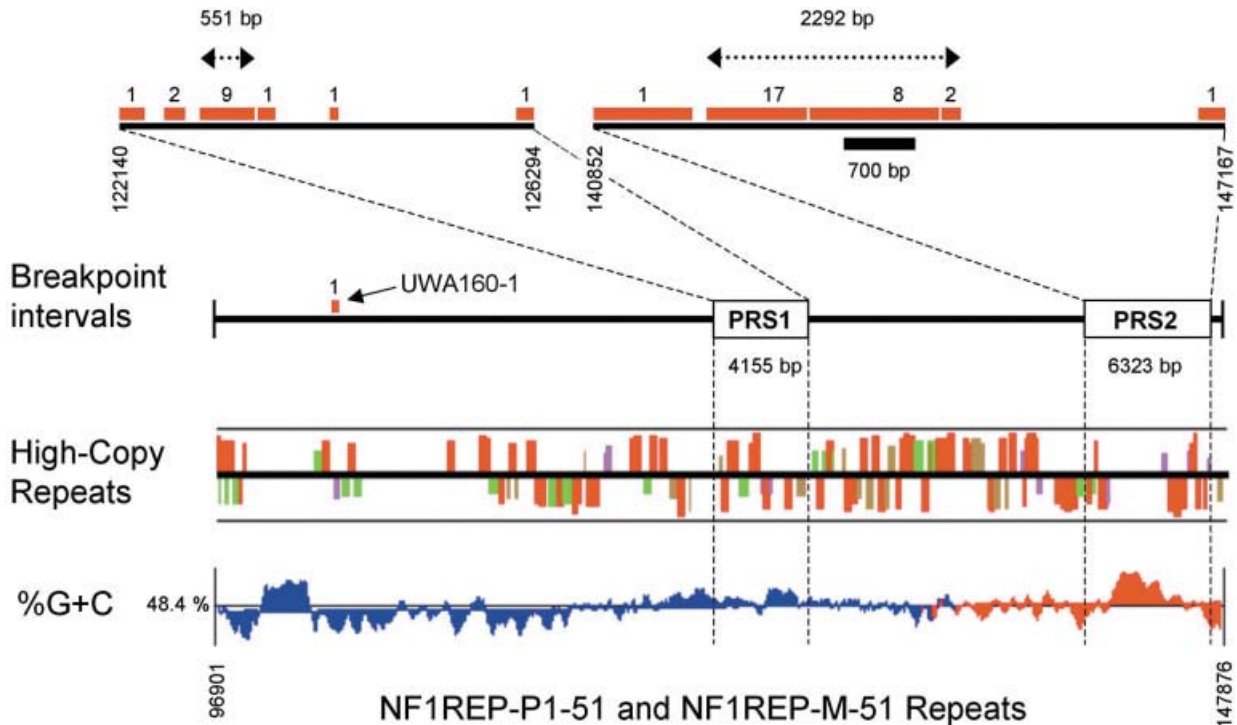 551 bp
2292 bp
1 2 9 1 1 1 1 17 8 2 1
700 bp
122140
126294
140852
147167
Breakpoint
intervals
1
UWA160-1
PRS1
PRS2
4155 bp
6323 bp
High-Copy
Repeats
%G+C
48.4 %
96901
147876
NF1REP-P1-51 and NF1REP-M-51 Repeats